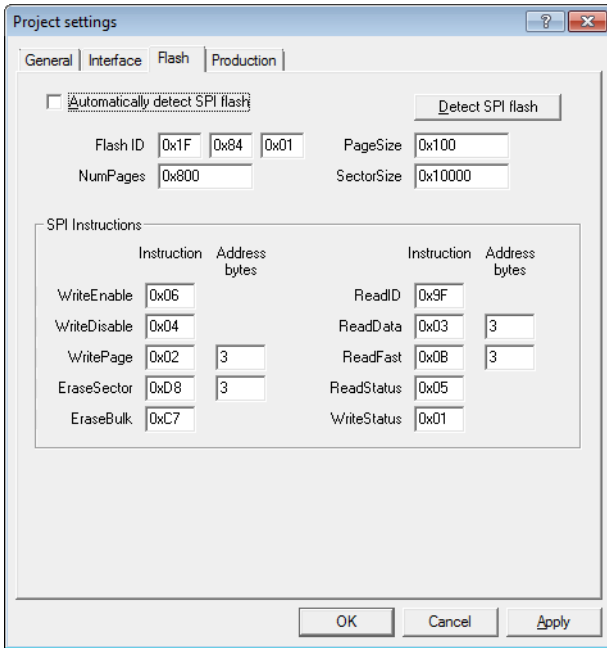 Project settings
General Interface Flash Production
Automatically detect SPI flash Detect SPI flash
Flash ID 0x1F 0x84 0x01 PageSize 0x100
NumPages 0x800 SectorSize 0x10000
SPI Instructions
Instruction Address bytes Instruction Address bytes
WriteEnable 0x06 ReadID 0x9F
WriteDisable 0x04 ReadData 0x03 3
WritePage 0x02 3 ReadFast 0x0B 3
EraseSector 0xD8 3 ReadStatus 0x05
EraseBulk 0xC7 WriteStatus 0x01
OK Cancel Apply